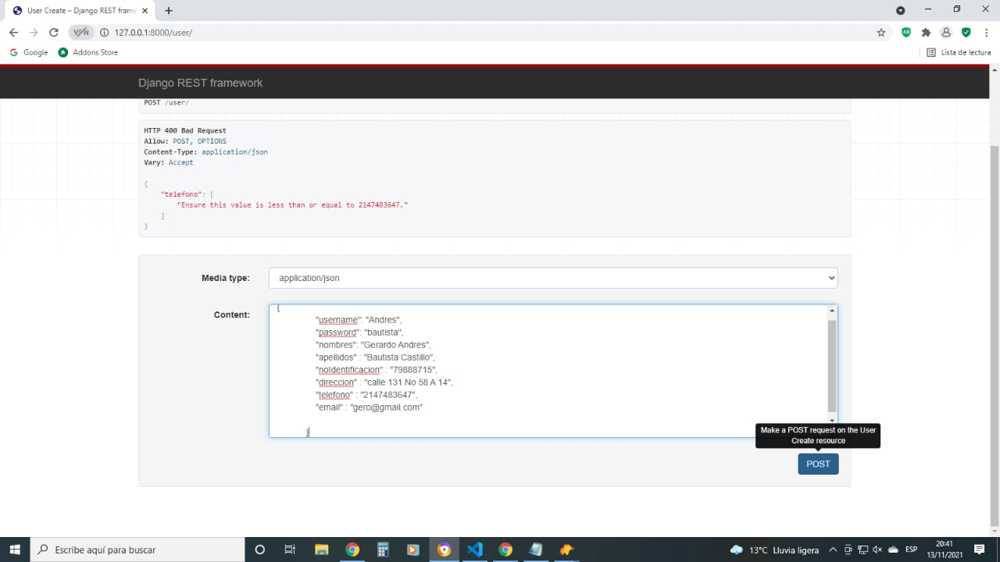 User Create – Django REST frame
VPN
127.0.0.1:8000/user/
Google
Addons Store
Lista de lectura
Django REST framework
POST /user/
HTTP 400 Bad Request
Allow: POST, OPTIONS
Content-Type: application/json
Vary: Accept
{
"telefono": [
"Ensure this value is less than or equal to 2147483647."
]
}
Media type:
application/json
Content:
{
"username": "Andres",
"password": "bautista",
"nombres": "Gerardo Andres",
"apellidos" : "Bautista Castillo",
"noIdentificacion" : "79888715",
"direccion" : "calle 131 No 58 A 14",
"telefono" : "2147483647",
"email" : "gero@gmail.com"
}
Make a POST request on the User
Create resource
POST
Escribe aquí para buscar
13°C Lluvia ligera
ESP
20:41
13/11/2021